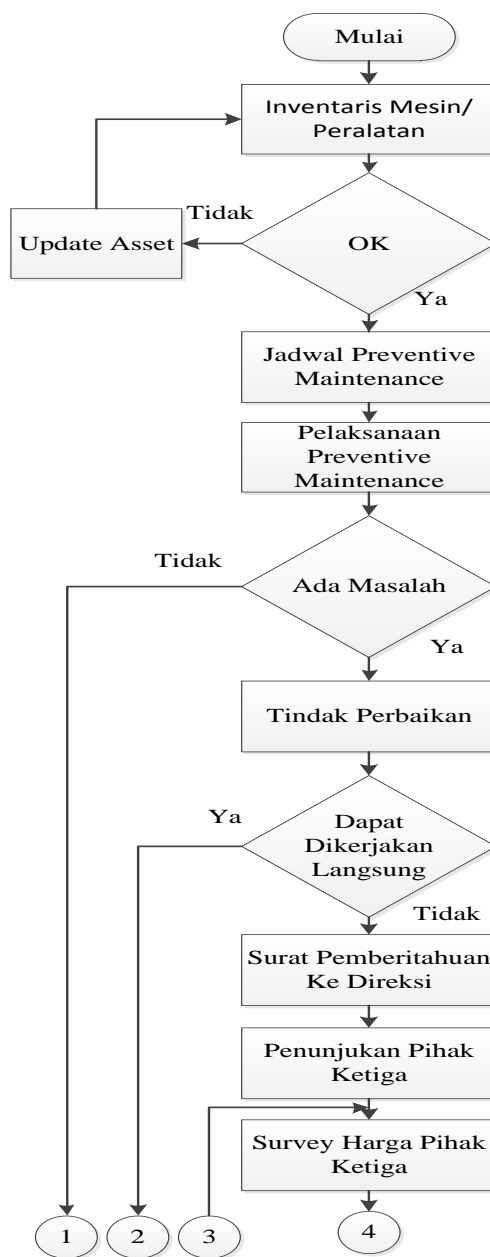 Mulai
Inventaris Mesin/
Peralatan
Tidak
Update Asset
OK
Ya
Jadwal Preventive
Maintenance
Pelaksanaan
Preventive
Maintenance
Tidak
Ada Masalah
Ya
Tindak Perbaikan
Ya
Dapat
Dikerjakan
Langsung
Tidak
Surat Pemberitahuan
Ke Direksi
Penunjukan Pihak
Ketiga
Survey Harga Pihak
Ketiga
1
2
3
4